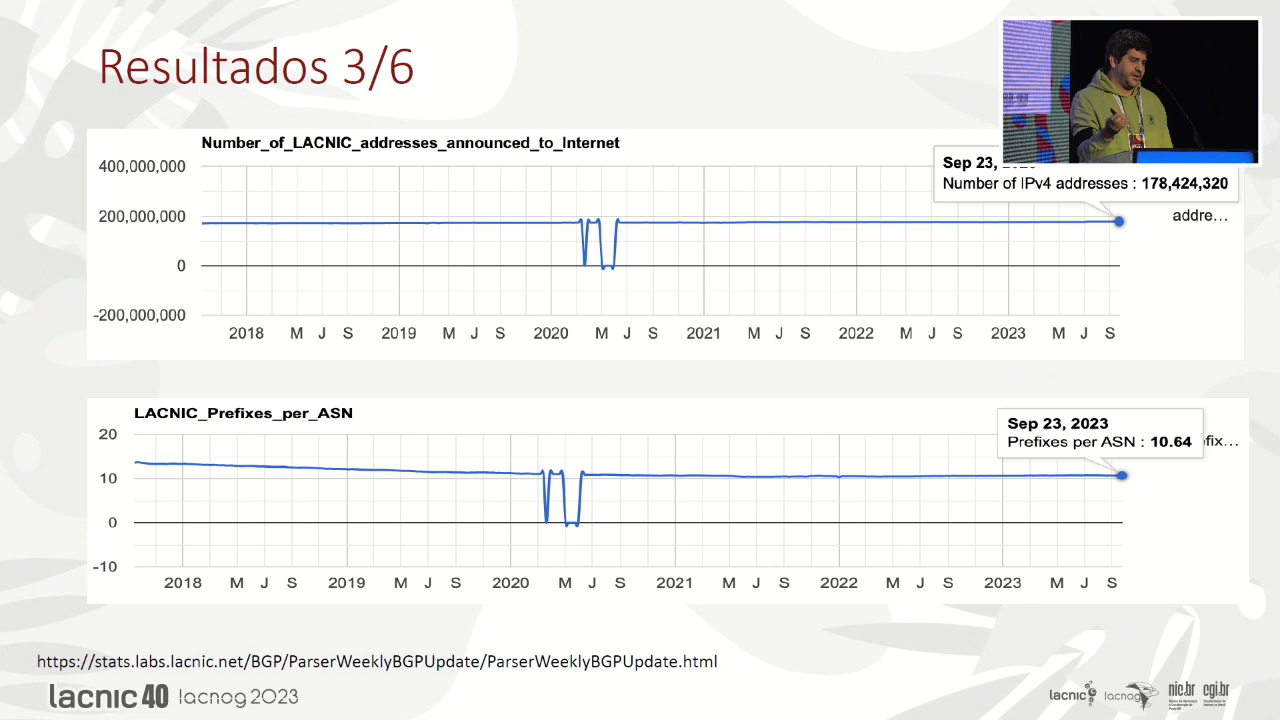 Resultados 3/6
Number_of_LACNIC_addresses_announced_to_Internet
400,000,000
200,000,000
0
-200,000,000
Sep 23,
Number of IPv4 addresses : 178,424,320
addre...
2018 M J S 2019 M J S 2020 M J S 2021 M J S 2022 M J S 2023 M J S
LACNIC_Prefixes_per_ASN
20
10
0
-10
Sep 23, 2023
Prefixes per ASN : 10.64
efix...
2018 M J S 2019 M J S 2020 M J S 2021 M J S 2022 M J S 2023 M J S
https://stats.labs.lacnic.net/BGP/ParserWeeklyBGPUpdate/ParserWeeklyBGPUpdate.html
lacnic 40 lacnog 2023
lacnic lacnog nic.br cgi.br